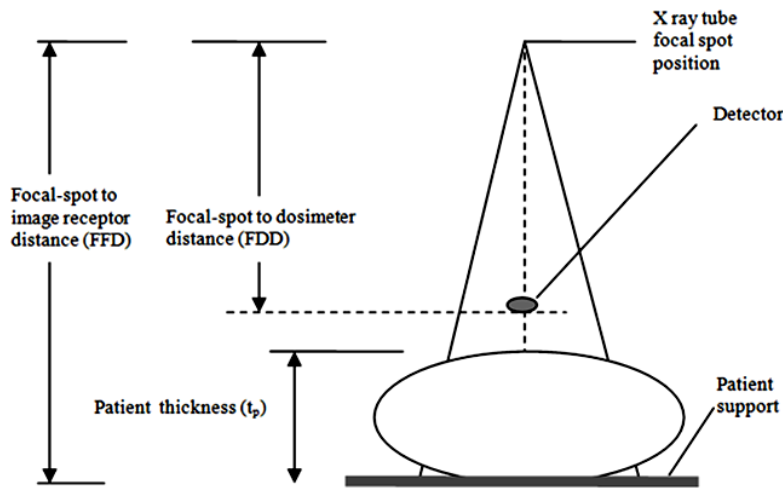 X ray tube
focal spot
position
Detector
Focal-spot to
image receptor
distance (FFD)
Focal-spot to dosimeter
distance (FDD)
Patient thickness (tp)
Patient
support